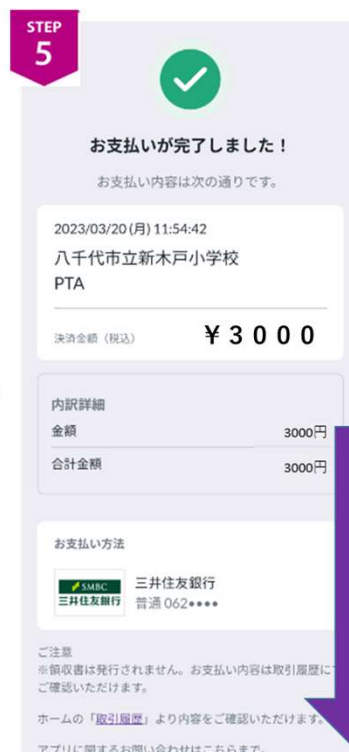 STEP
5
お支払いが完了しました！
お支払い内容は次の通りです。
2023/03/20(月) 11:54:42
八千代市立新木戸小学校
PTA
決済金額（税込）
￥3000
内訳詳細
金額
3000円
合計金額
3000円
お支払い方法
SMBC
三井住友銀行
三井住友銀行
普通 062••••
ご注意
※領収書は発行されません。お支払い内容は取引履歴に
ご確認いただけます。
ホームの「取引履歴」より内容をご確認いただけます。
アプリに関するお問い合わせはこちらまで。